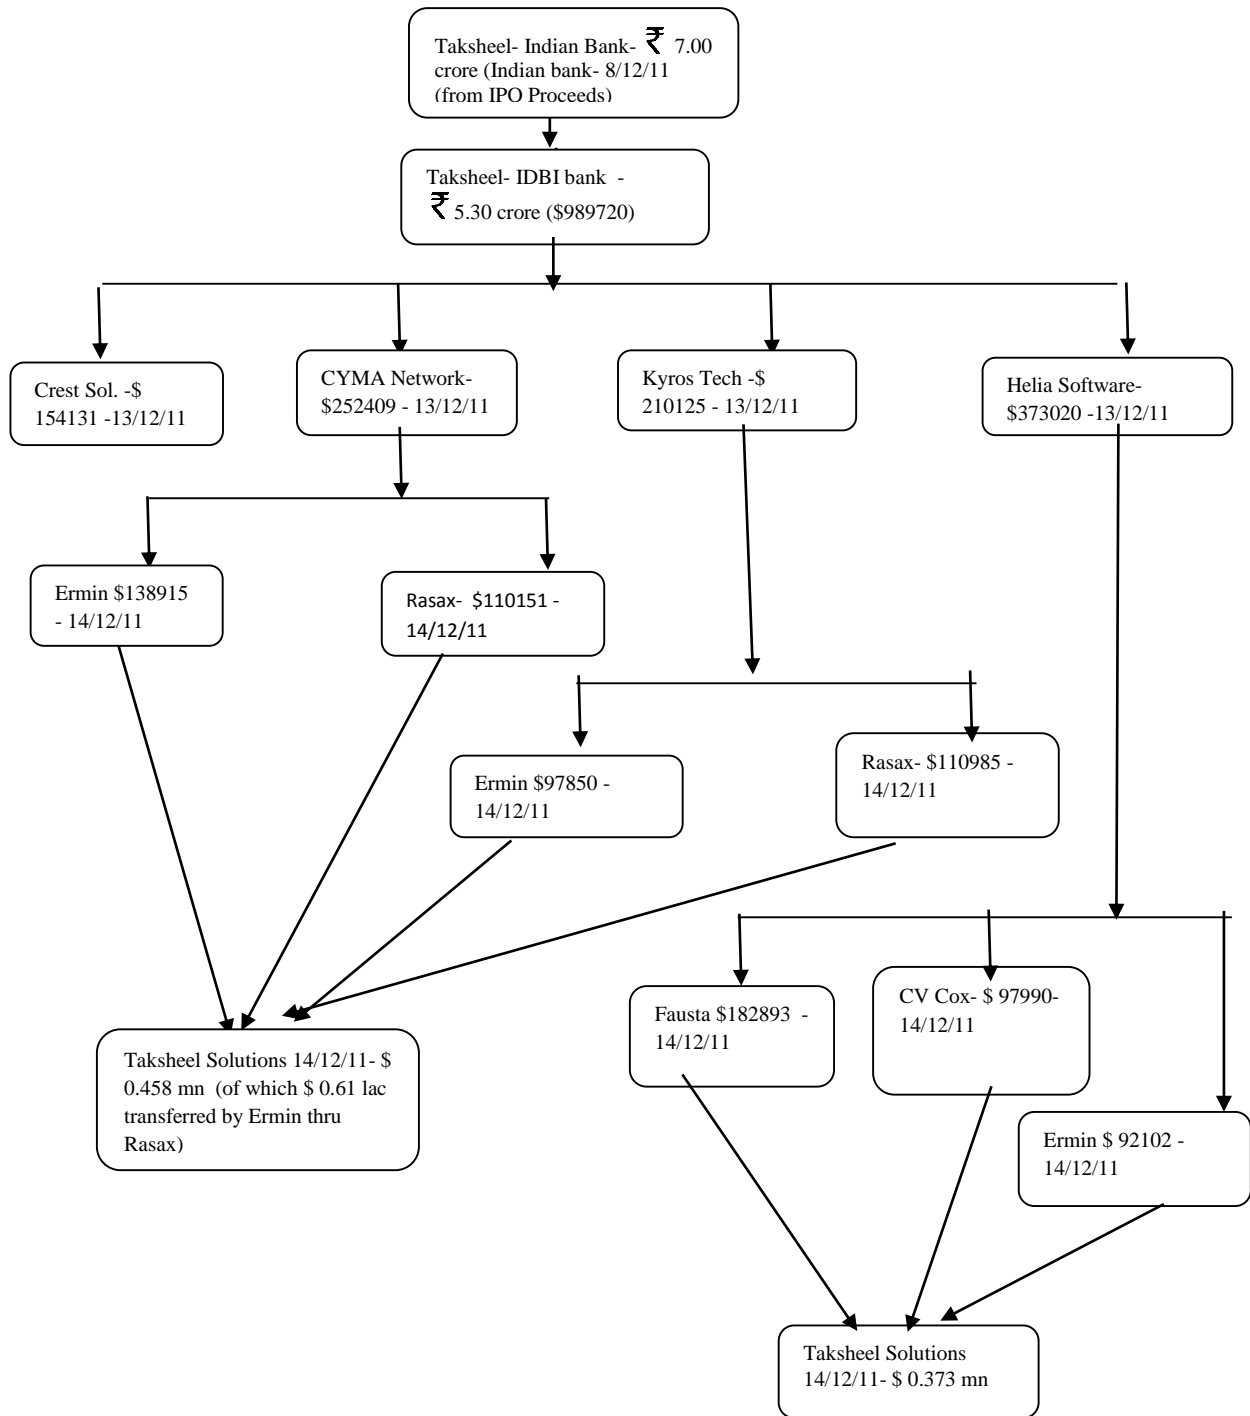 Taksheel- Indian Bank- ₹ 7.00
crore (Indian bank- 8/12/11
(from IPO Proceeds)
Taksheel- IDBI bank -
₹ 5.30 crore ($989720)
Crest Sol. -$
154131 -13/12/11
CYMA Network-
$252409 - 13/12/11
Kyros Tech -$
210125 - 13/12/11
Helia Software-
$373020 -13/12/11
Ermin $138915
- 14/12/11
Rasax- $110151 -
14/12/11
Ermin $97850 -
14/12/11
Rasax- $110985 -
14/12/11
Fausta $182893 -
14/12/11
CV Cox- $ 97990-
14/12/11
Ermin $ 92102 -
14/12/11
Taksheel Solutions 14/12/11- $
0.458 mn (of which $ 0.61 lac
transferred by Ermin thru
Rasax)
Taksheel Solutions
14/12/11- $ 0.373 mn